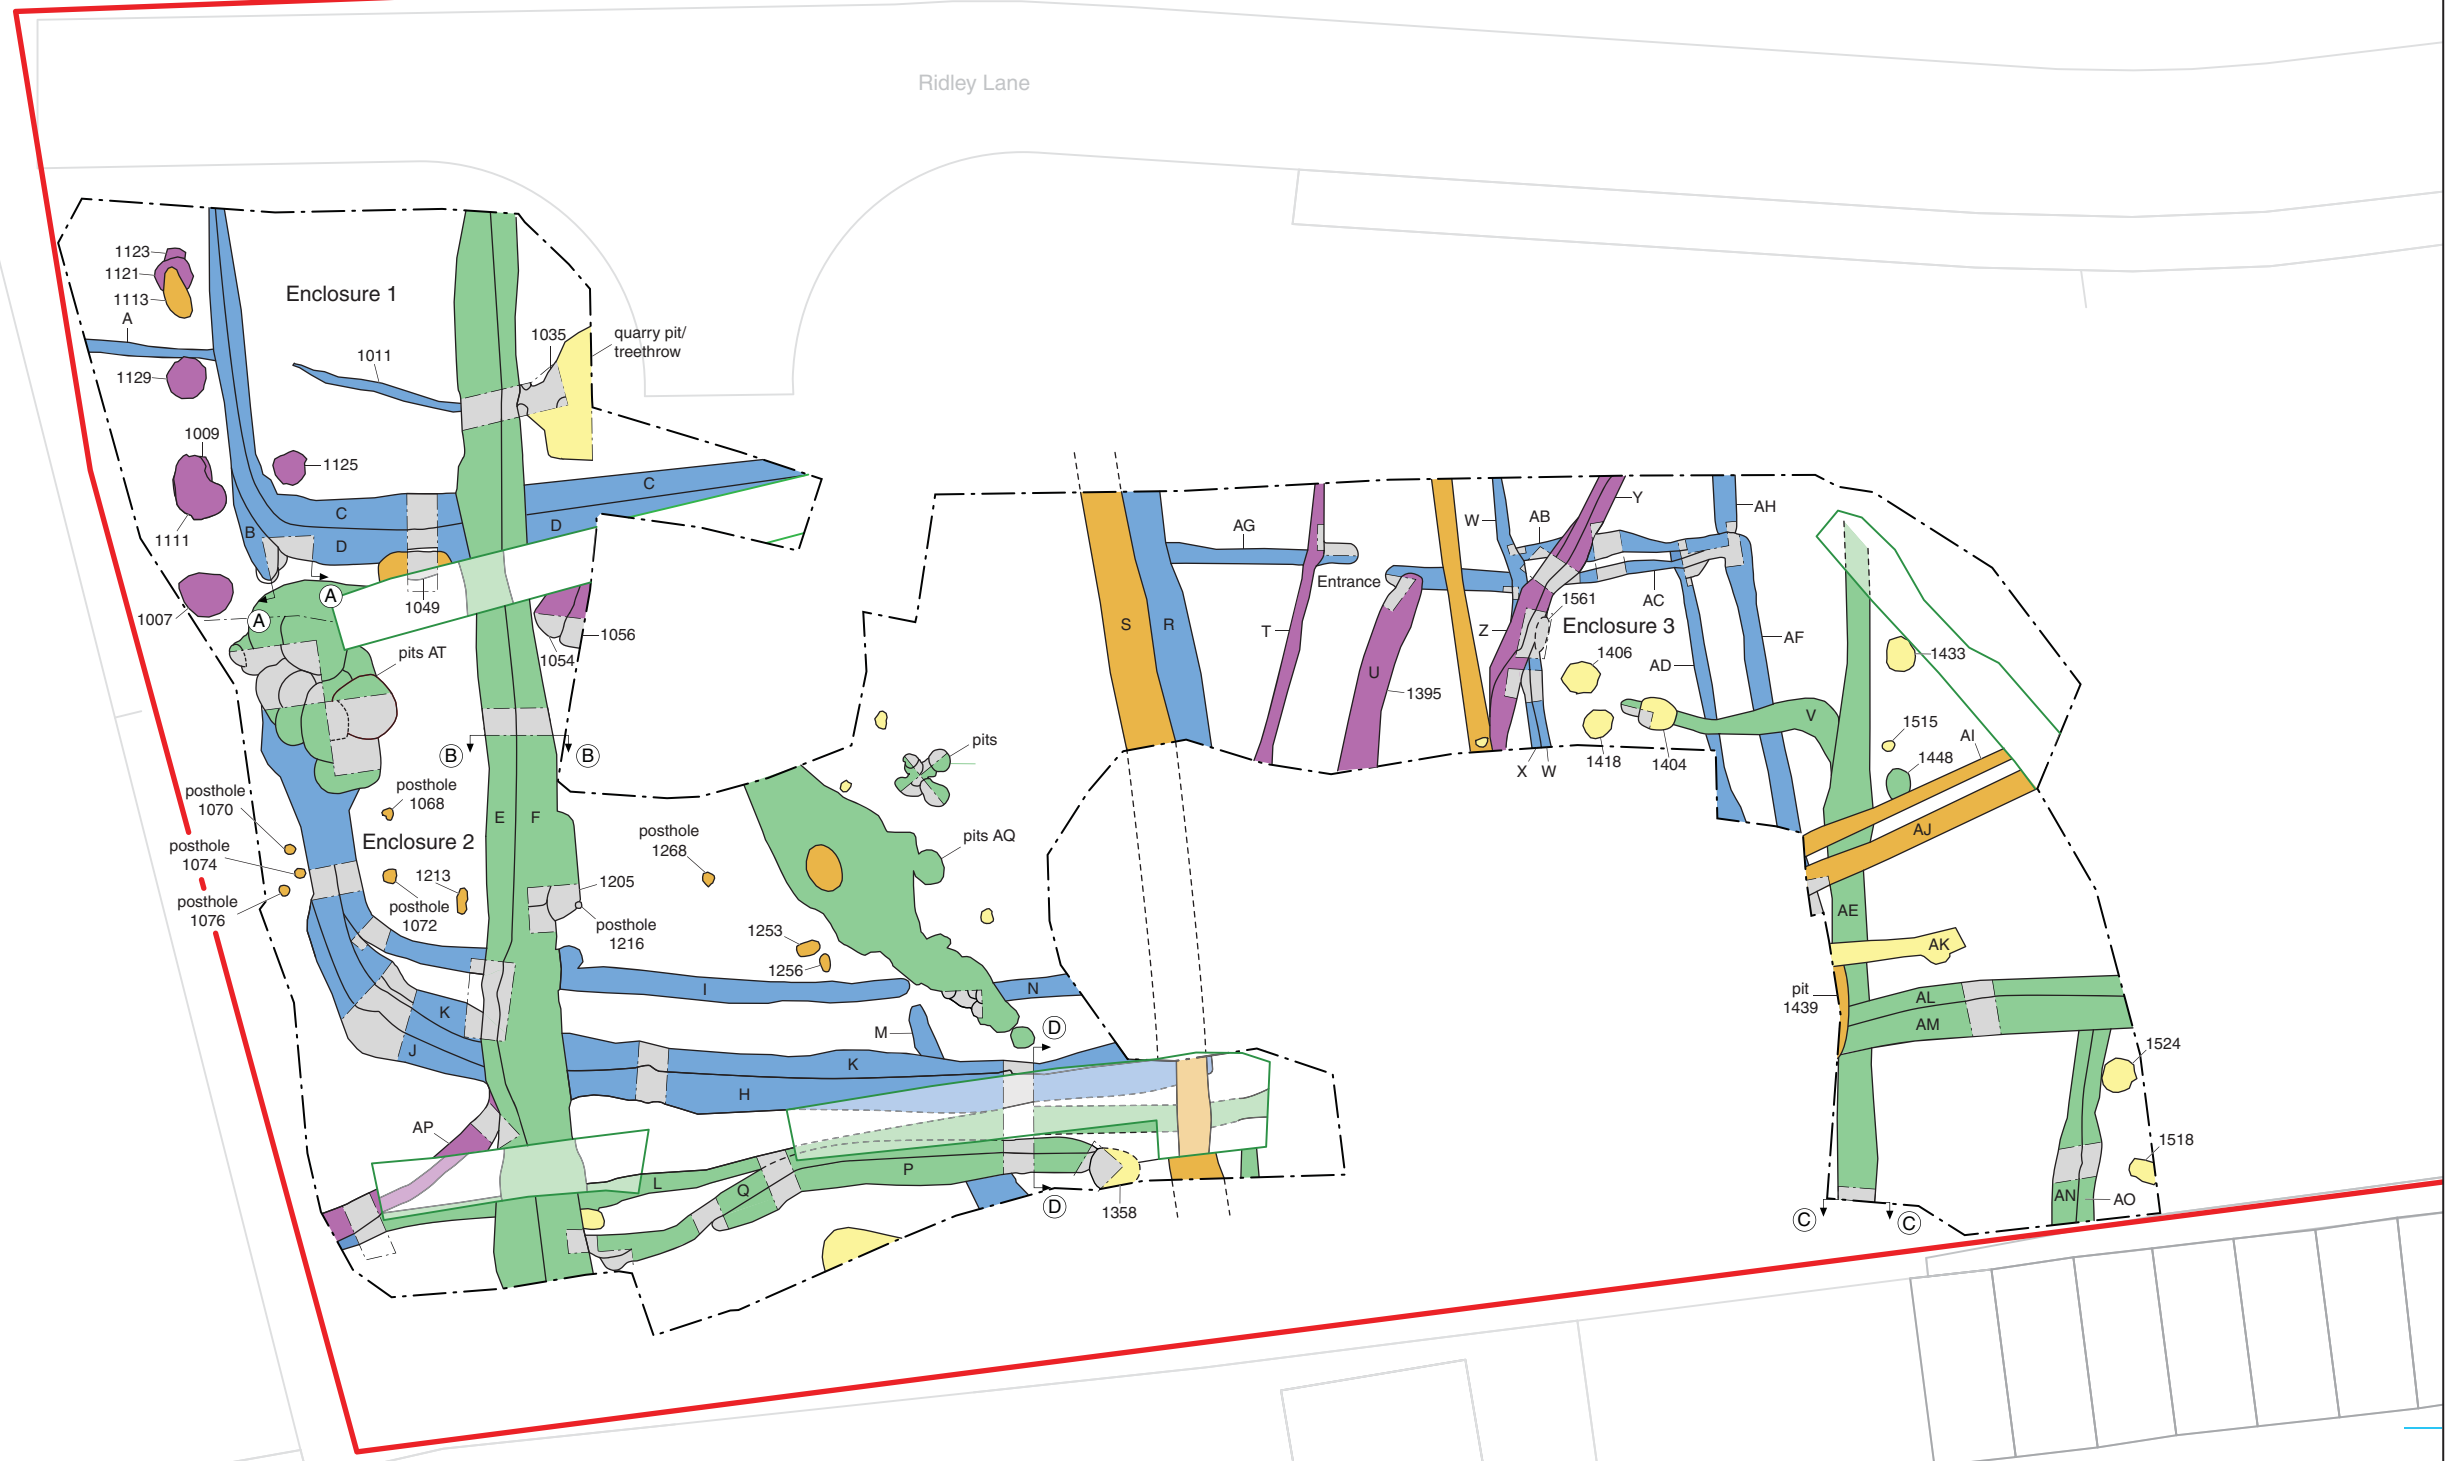 Ridley Lane
1123
1121
1113
A
1129
1009
1111
1007
Enclosure 1
1011
1035
quarry pit/
treethrow
1125
C
B
C
D
D
C
A
A
1049
1054
1056
pits AT
B
B
posthole
1070
posthole
1068
posthole
1074
posthole
1076
Enclosure 2
1213
posthole
1072
E
F
posthole
1268
1205
posthole
1216
1253
1256
pits
pits AQ
I
N
M
K
J
K
H
D
D
AP
L
Q
P
1358
S
R
AG
T
Entrance
U
1395
W
AB
Y
AH
Z
1561
Enclosure 3
AC
AD
AF
1406
1418
1404
X
W
V
1433
1515
1448
AI
AJ
AE
AK
pit
1439
AL
AM
1524
1518
AN
AO
C
C